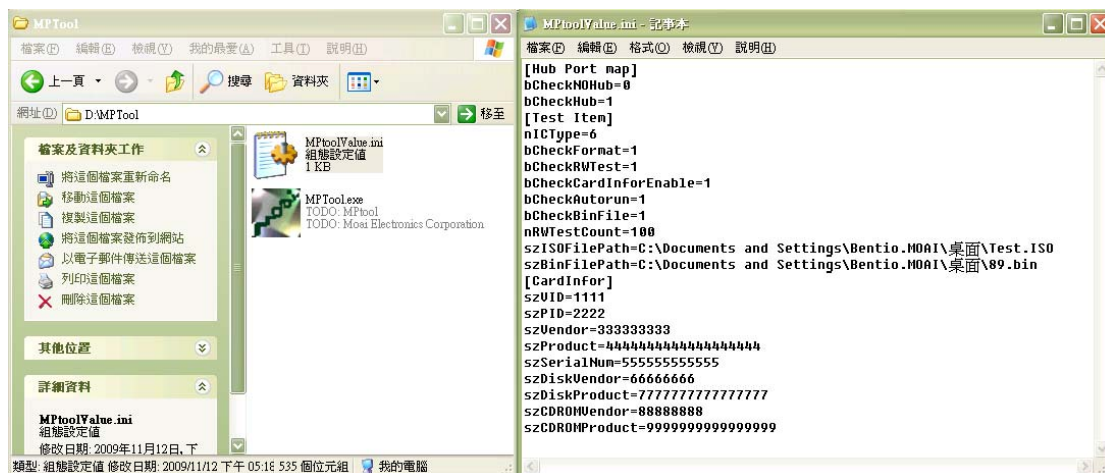 MPTool
檔案(F) 編輯(E) 檢視(V) 我的最愛(A) 工具(T) 說明(H)
上一頁 搜尋 資料夾
網址(D) D:\MPTool 移至
檔案及資料夾工作
將這個檔案重新命名
移動這個檔案
複製這個檔案
將這個檔案發佈到網站
以電子郵件傳送這個檔案
列印這個檔案
刪除這個檔案
其他位置
詳細資料
MPtoolValue.ini
組態設定值
修改日期: 2009年11月12日, 下
MPtoolValue.ini
組態設定值
1 KB
MPTool.exe
TODO: MPtool
TODO: Moai Electronics Corporation
類型: 組態設定值 修改日期: 2009/11/12 下午 05:18 535 個位元組 我的電腦
MPtoolValue.ini - 記事本
檔案(F) 編輯(E) 格式(O) 檢視(V) 說明(H)
[Hub Port map]
bCheckNOHub=0
bCheckHub=1
[Test Item]
nICType=6
bCheckFormat=1
bCheckRWTest=1
bCheckCardInforEnable=1
bCheckAutorun=1
bCheckBinFile=1
nRWTestCount=100
szISOFilePath=C:\Documents and Settings\Bentio.MOAI\桌面\Test.ISO
szBinFilePath=C:\Documents and Settings\Bentio.MOAI\桌面\89.bin
[CardInfor]
szVID=1111
szPID=2222
szVendor=333333333
szProduct=44444444444444444
szSerialNum=555555555555
szDiskVendor=66666666
szDiskProduct=7777777777777777
szCDROMVendor=88888888
szCDROMProduct=9999999999999999